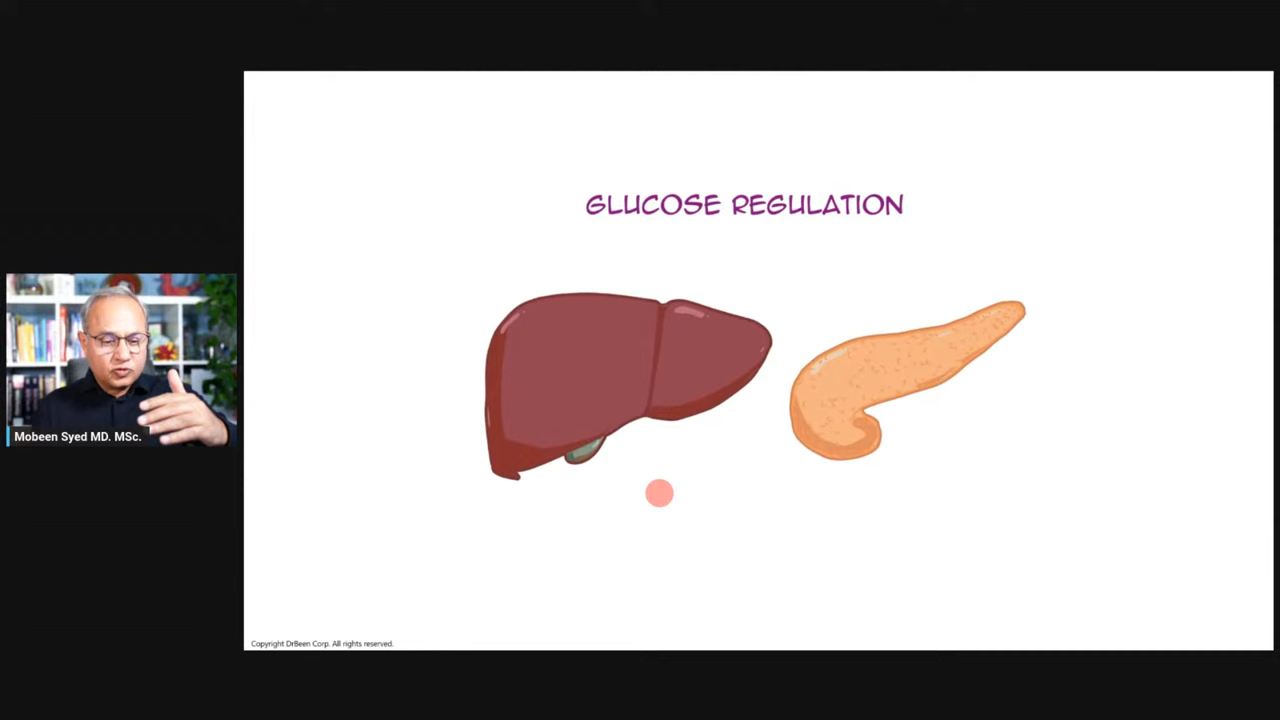 GLUCOSE REGULATION
Mobeen Syed MD. MSc.
Copyright DrBeen Corp. All rights reserved.